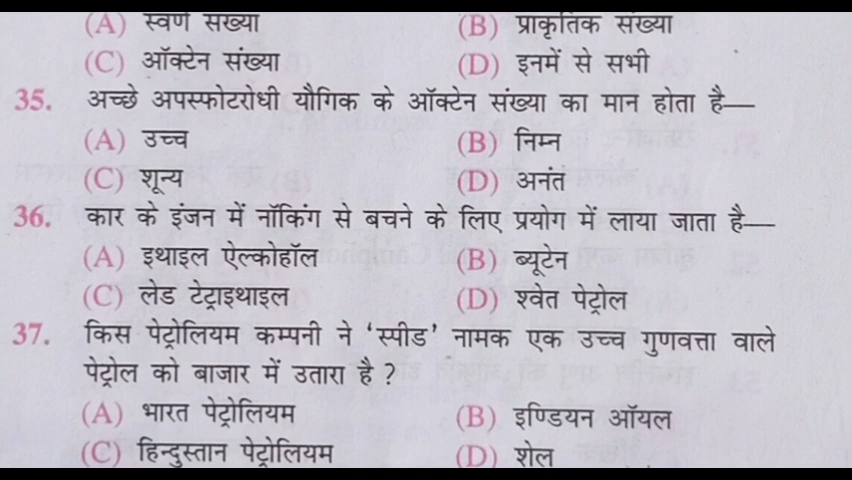 (A) स्वर्ण संख्या (B) प्राकृतिक संख्या
(C) ऑक्टेन संख्या (D) इनमें से सभी
35. अच्छे अपस्फोटरोधी यौगिक के ऑक्टेन संख्या का मान होता है—
(A) उच्च (B) निम्न
(C) शून्य (D) अनंत
36. कार के इंजन में नॉकिंग से बचने के लिए प्रयोग में लाया जाता है—
(A) इथाइल ऐल्कोहॉल (B) ब्यूटेन
(C) लेड टेट्राइथाइल (D) श्वेत पेट्रोल
37. किस पेट्रोलियम कम्पनी ने ‘स्पीड’ नामक एक उच्च गुणवत्ता वाले
पेट्रोल को बाजार में उतारा है ?
(A) भारत पेट्रोलियम (B) इण्डियन ऑयल
(C) हिन्दुस्तान पेट्रोलियम (D) शेल